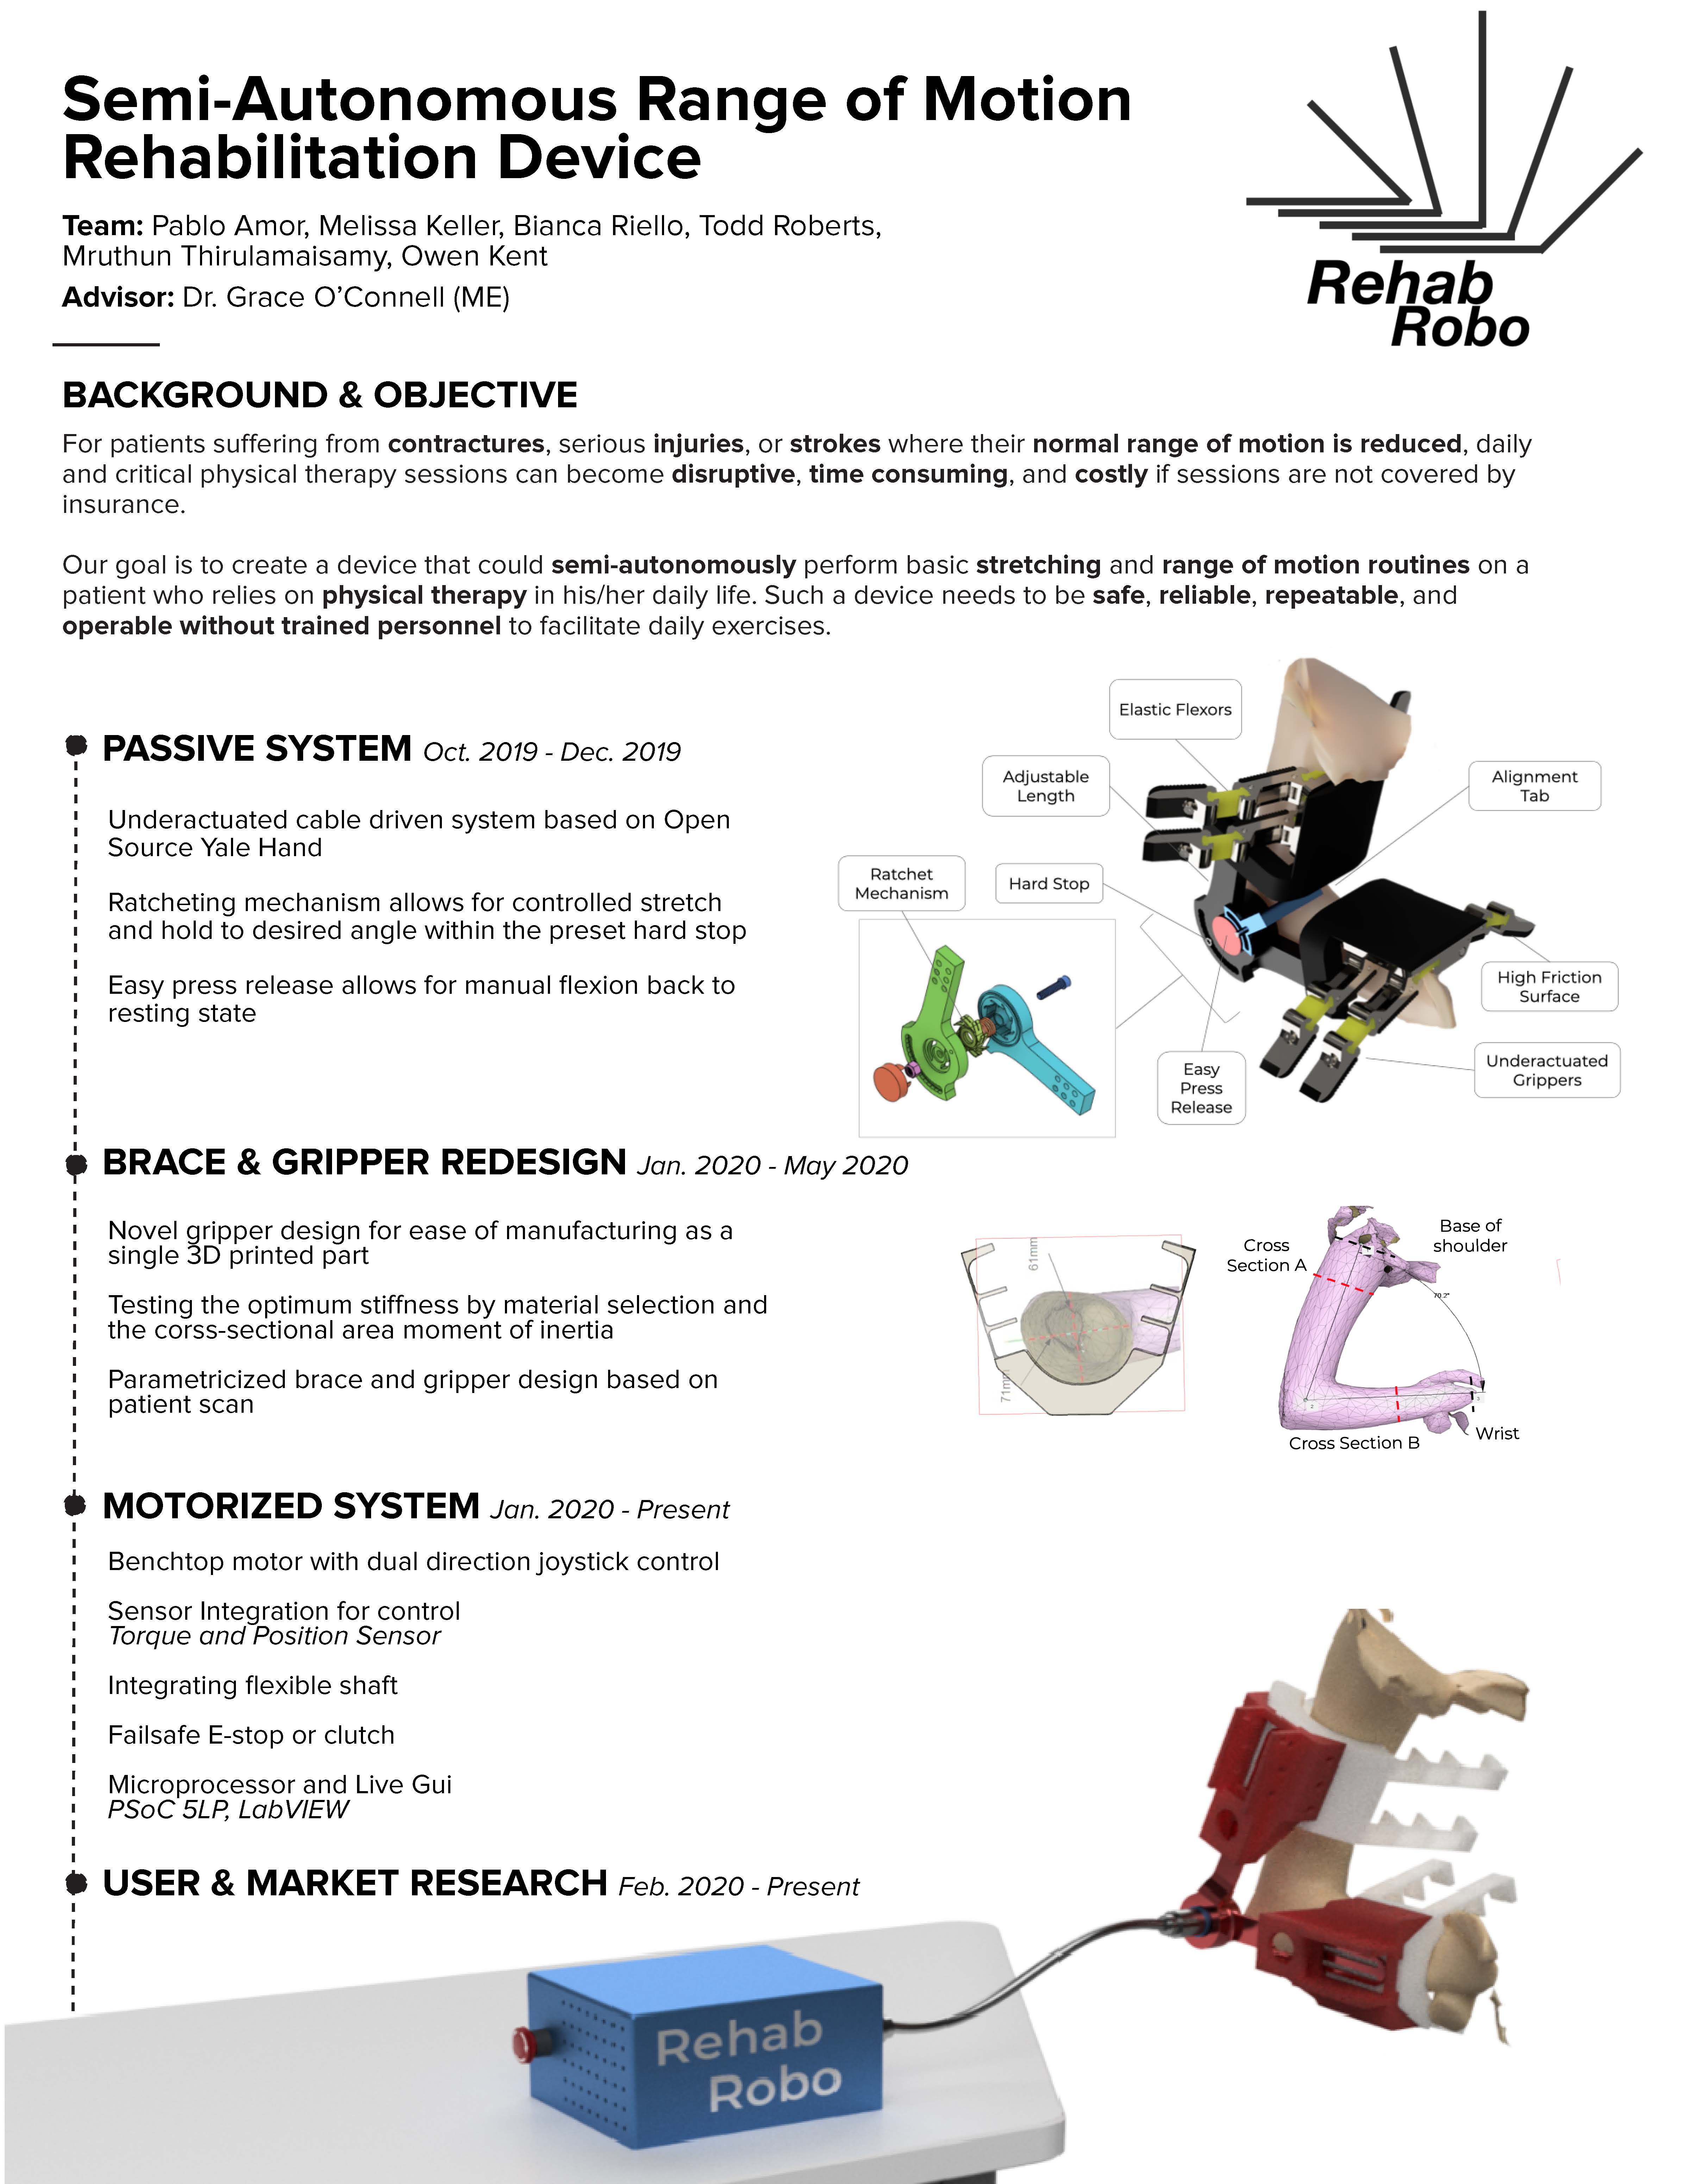 Semi-Autonomous Range of Motion
Rehabilitation Device
Team: Pablo Amor, Melissa Keller, Bianca Riello, Todd Roberts,
Mruthun Thirulamaisamy, Owen Kent
Advisor: Dr. Grace O'Connell (ME)
Rehab
Robo
BACKGROUND & OBJECTIVE
For patients suffering from contractures, serious injuries, or strokes where their normal range of motion is reduced, daily
and critical physical therapy sessions can become disruptive, time consuming, and costly if sessions are not covered by
insurance.
Our goal is to create a device that could semi-autonomously perform basic stretching and range of motion routines on a
patient who relies on physical therapy in his/her daily life. Such a device needs to be safe, reliable, repeatable, and
operable without trained personnel to facilitate daily exercises.
PASSIVE SYSTEM Oct. 2019 - Dec. 2019
Underactuated cable driven system based on Open
Source Yale Hand
Ratcheting mechanism allows for controlled stretch
and hold to desired angle within the preset hard stop
Easy press release allows for manual flexion back to
resting state
Elastic Flexors
Adjustable
Length
Alignment
Tab
Ratchet
Mechanism
Hard Stop
High Friction
Surface
Easy
Press
Release
Underactuated
Grippers
BRACE & GRIPPER REDESIGN Jan. 2020 - May 2020
Novel gripper design for ease of manufacturing as a
single 3D printed part
Testing the optimum stiffness by material selection and
the corss-sectional area moment of inertia
Parametricized brace and gripper design based on
patient scan
61mm
71mm
Cross
Section A
Base of
shoulder
70.2°
2
Cross Section B
Wrist
MOTORIZED SYSTEM Jan. 2020 - Present
Benchtop motor with dual direction joystick control
Sensor Integration for control
Torque and Position Sensor
Integrating flexible shaft
Failsafe E-stop or clutch
Microprocessor and Live Gui
PSoC 5LP, LabVIEW
USER & MARKET RESEARCH Feb. 2020 - Present
Rehab
Robo